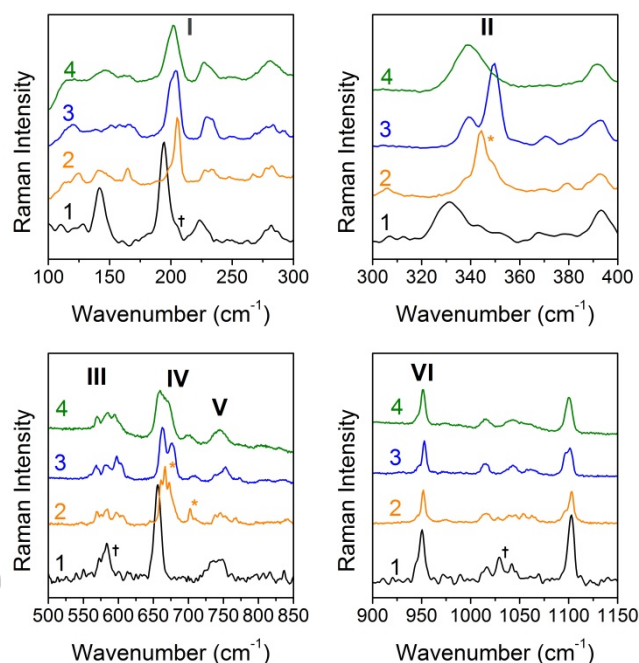 I
4
3
2
1
†
Raman Intensity
100 150 200 250 300
Wavenumber (cm-1)
II
4
3
2
*
1
Raman Intensity
300 320 340 360 380 400
Wavenumber (cm-1)
III IV V
4
3
2
* *
1
†
Raman Intensity
500 550 600 650 700 750 800 850
Wavenumber (cm-1)
VI
4
3
2
1
†
Raman Intensity
900 950 1000 1050 1100 1150
Wavenumber (cm-1)